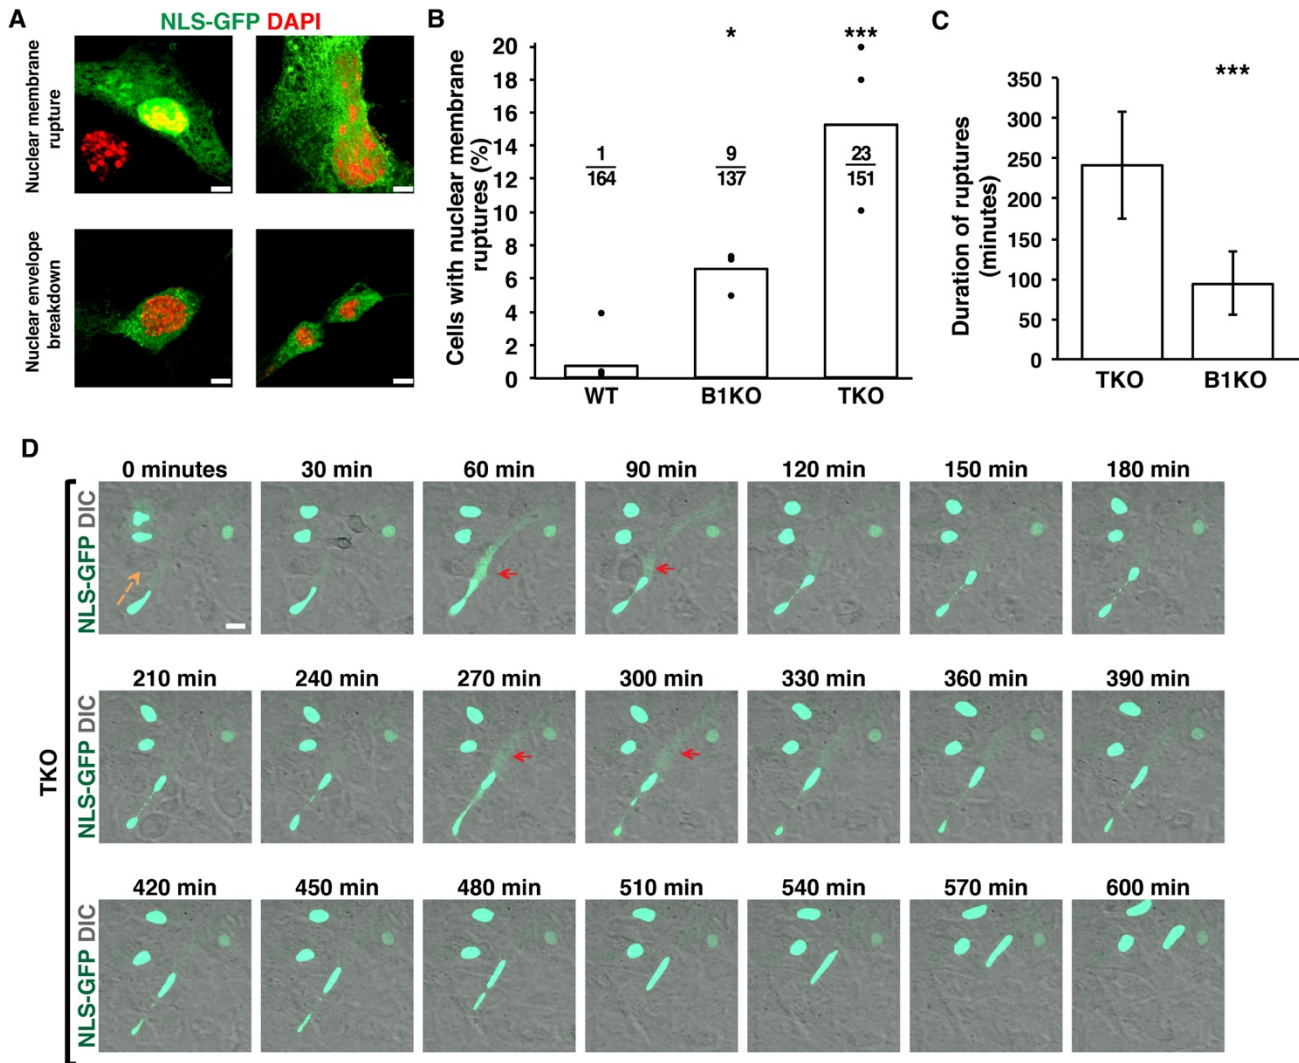 A
NLS-GFP DAPI
Nuclear membrane
rupture
Nuclear envelope
breakdown
B
Cells with nuclear membrane
ruptures (%)
20
18
16
14
12
10
8
6
4
2
0
*
***
1
164
9
137
23
151
WT
B1KO
TKO
C
Duration of ruptures
(minutes)
350
300
250
200
150
100
50
0
***
TKO
B1KO
D
TKO
NLS-GFP DIC
0 minutes
30 min
60 min
90 min
120 min
150 min
180 min
NLS-GFP DIC
210 min
240 min
270 min
300 min
330 min
360 min
390 min
NLS-GFP DIC
420 min
450 min
480 min
510 min
540 min
570 min
600 min